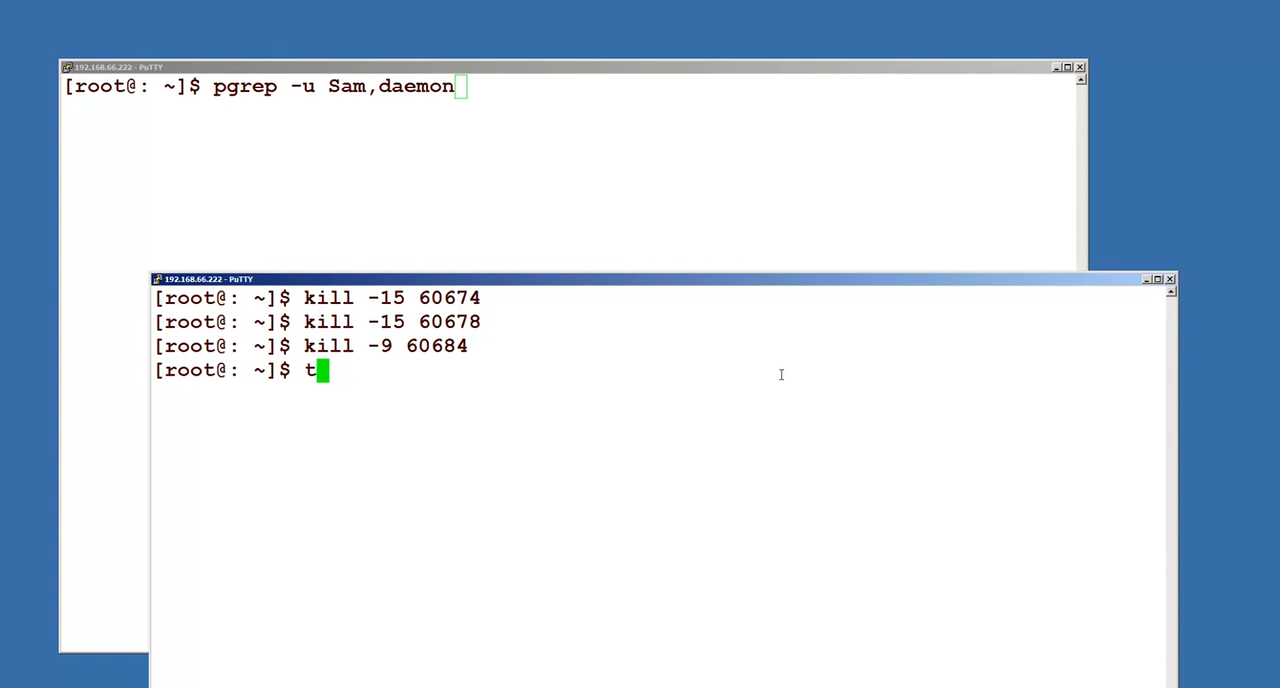 192.168.66.222 - PuTTY
[root@: ~]$ pgrep -u Sam,daemon
192.168.66.222 - PuTTY
[root@: ~]$ kill -15 60674
[root@: ~]$ kill -15 60678
[root@: ~]$ kill -9 60684
[root@: ~]$ t